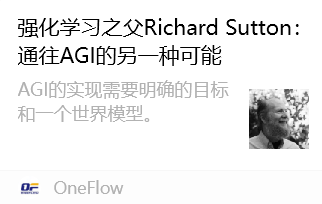 强化学习之父Richard Sutton：
通往AGI的另一种可能
AGI的实现需要明确的目标
和一个世界模型。
OneFlow